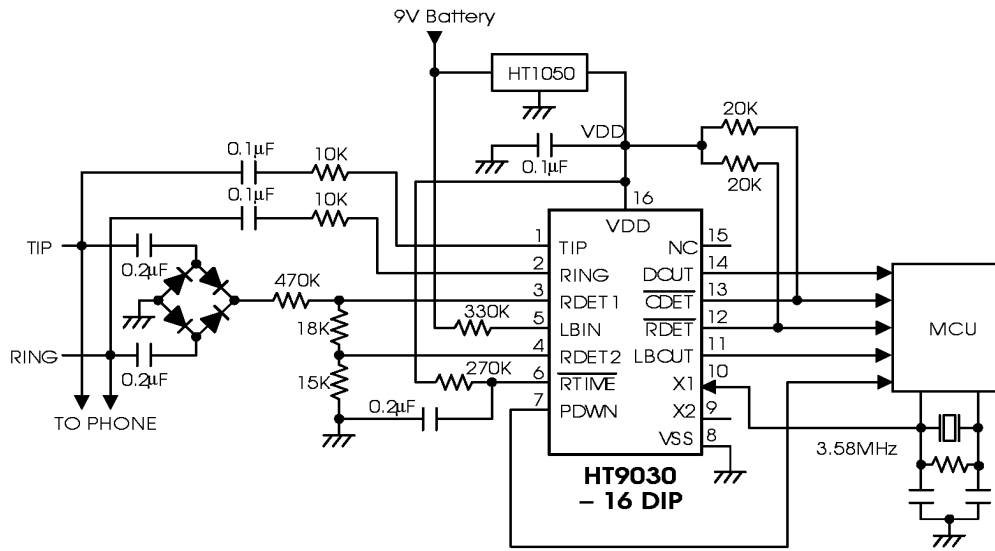 9V Battery
HT1050
20K
VDD
0.1µF
20K
0.1µF
10K
0.1µF
10K
16
VDD
TIP
0.2µF
1
TIP
NC
15
2
RING
DOUT
14
470K
3
RDET1
CDET
13
18K
330K
5
LBIN
RDET
12
MCU
RING
0.2µF
4
RDET2
LBOUT
11
15K
270K
6
RTIME
X1
10
0.2µF
7
PDWN
X2
9
TO PHONE
VSS
8
3.58MHz
HT9030
– 16 DIP